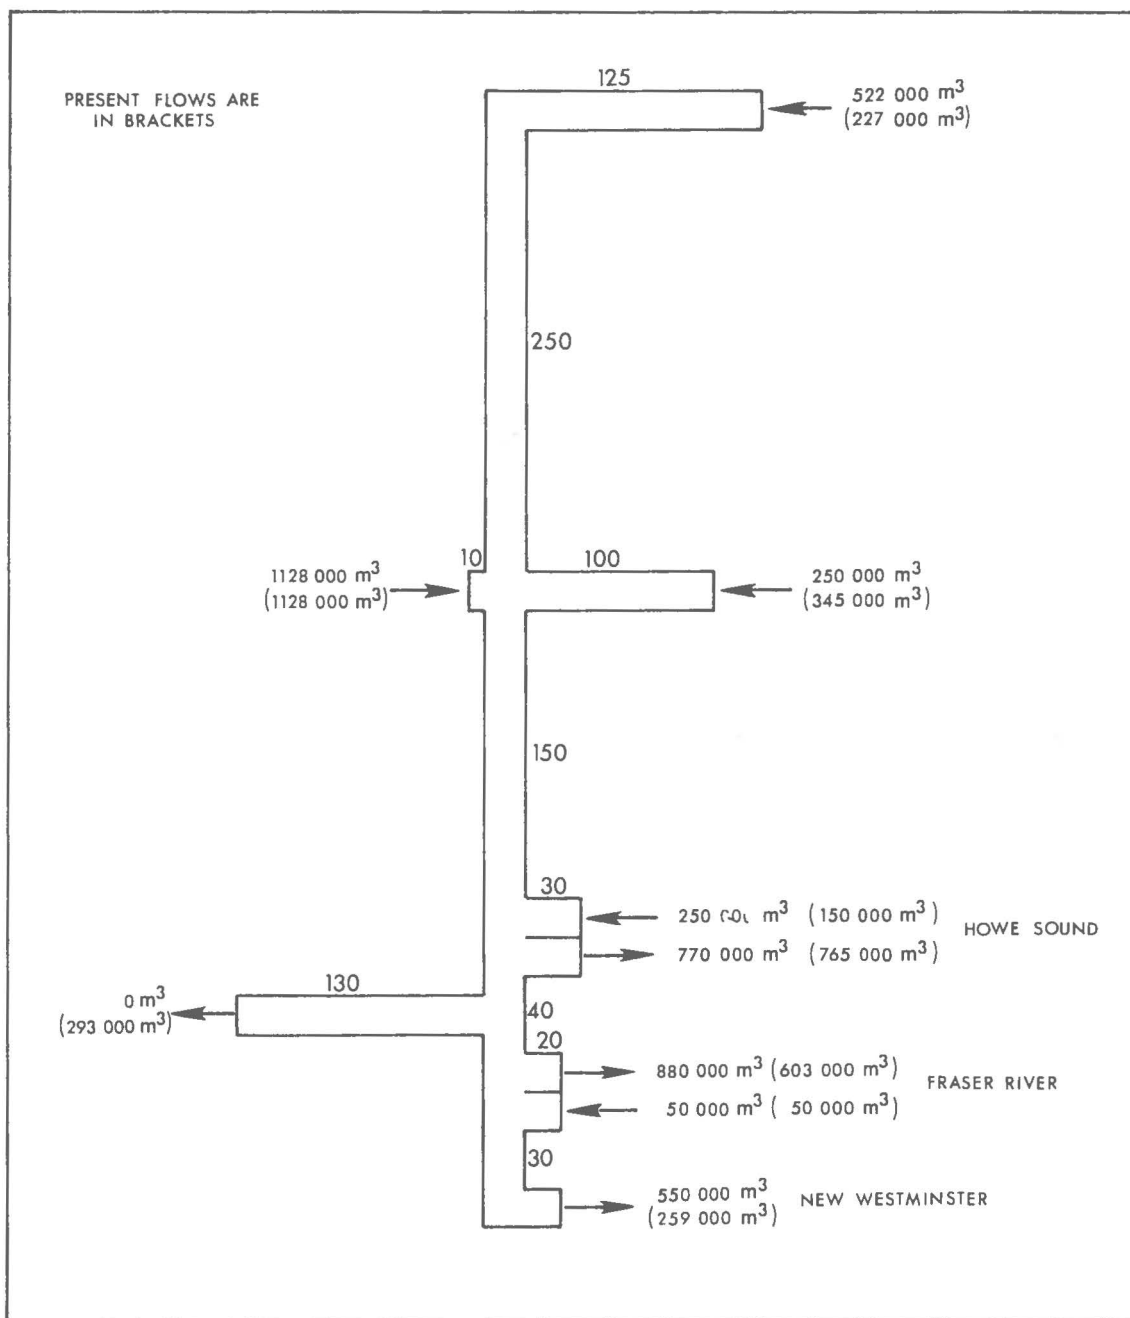 PRESENT FLOWS ARE
IN BRACKETS
125
522 000 m³
(227 000 m³)
250
10
100
1128 000 m³
(1128 000 m³)
250 000 m³
(345 000 m³)
150
30
250 m³ (150 000 m³)
HOWE SOUND
770 000 m³ (765 000 m³)
130
0 m³
(293 000 m³)
40
20
880 000 m³ (603 000 m³)
FRASER RIVER
50 000 m³ ( 50 000 m³)
30
550 000 m³
(259 000 m³)
NEW WESTMINSTER